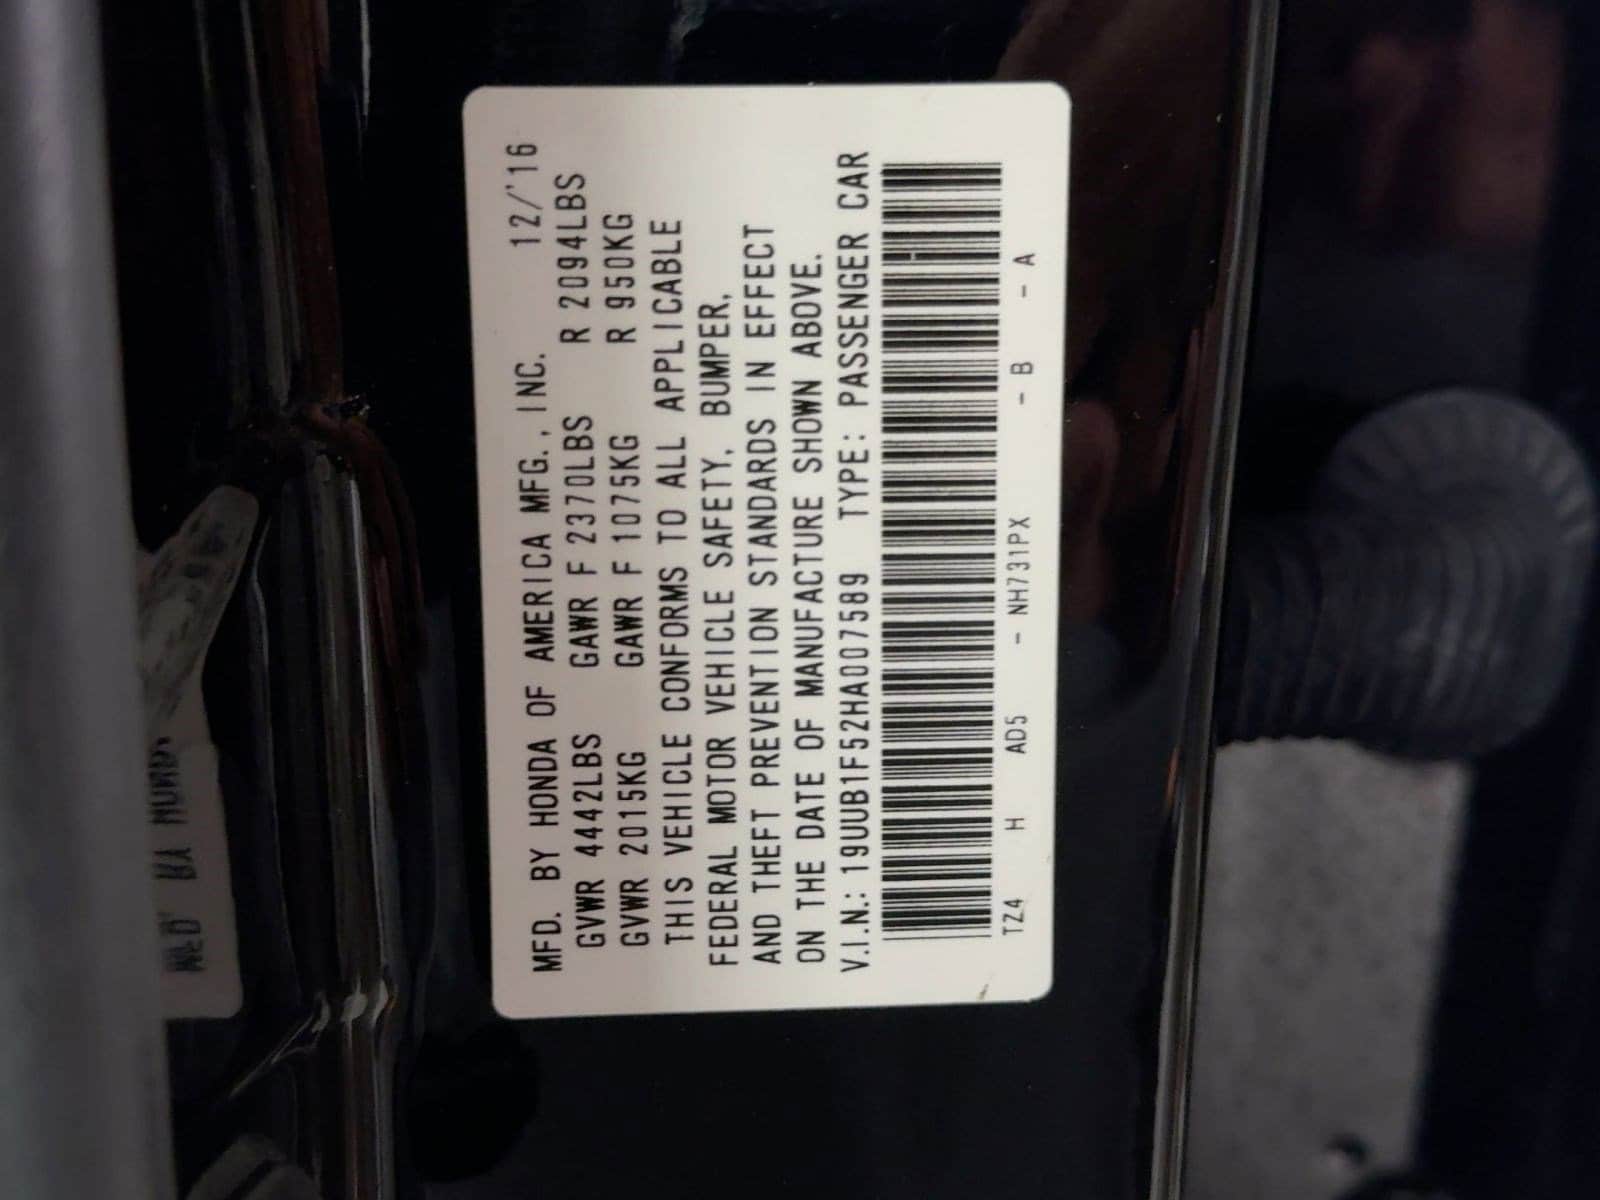 MFD. BY HONDA OF AMERICA MFG., INC. 12/'16
GVWR 4442LBS GAWR F 2370LBS R 2094LBS
GVWR 2015KG GAWR F 1075KG R 950KG
THIS VEHICLE CONFORMS TO ALL APPLICABLE
FEDERAL MOTOR VEHICLE SAFETY, BUMPER,
AND THEFT PREVENTION STANDARDS IN EFFECT
ON THE DATE OF MANUFACTURE SHOWN ABOVE.
V.I.N.: 19UUB1F52HA007589 TYPE: PASSENGER CAR
TZ4 H AD5 - NH731PX - B - A